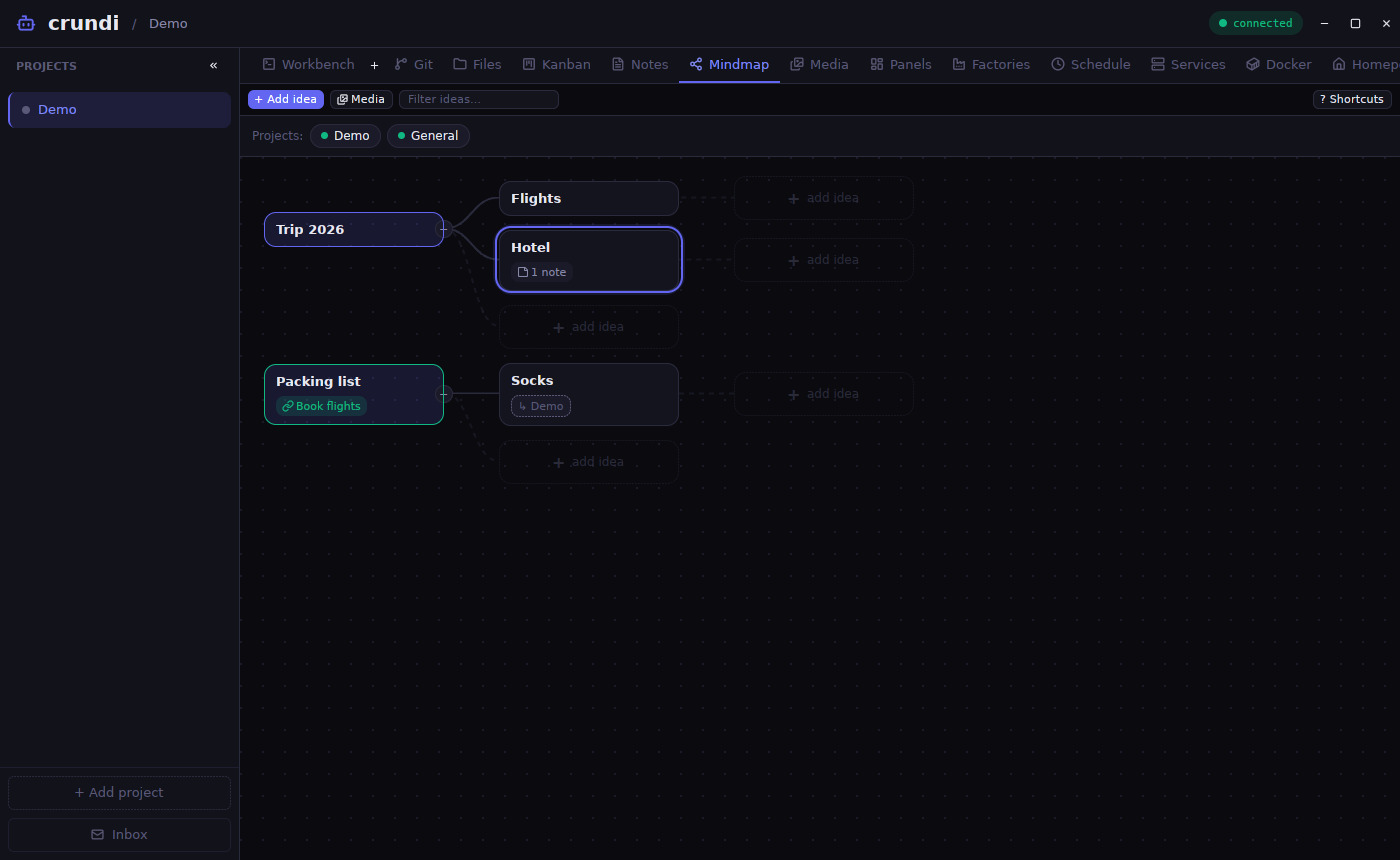 crundi / Demo
connected
PROJECTS «
Demo
+ Add project
Inbox
Workbench + Git Files Kanban Notes Mindmap Media Panels Factories Schedule Services Docker Homep
+ Add idea Media Filter ideas... ? Shortcuts
Projects: Demo General
Trip 2026
Flights
+ add idea
Hotel
1 note
+ add idea
+ add idea
Packing list
Book flights
Socks
↳ Demo
+ add idea
+ add idea